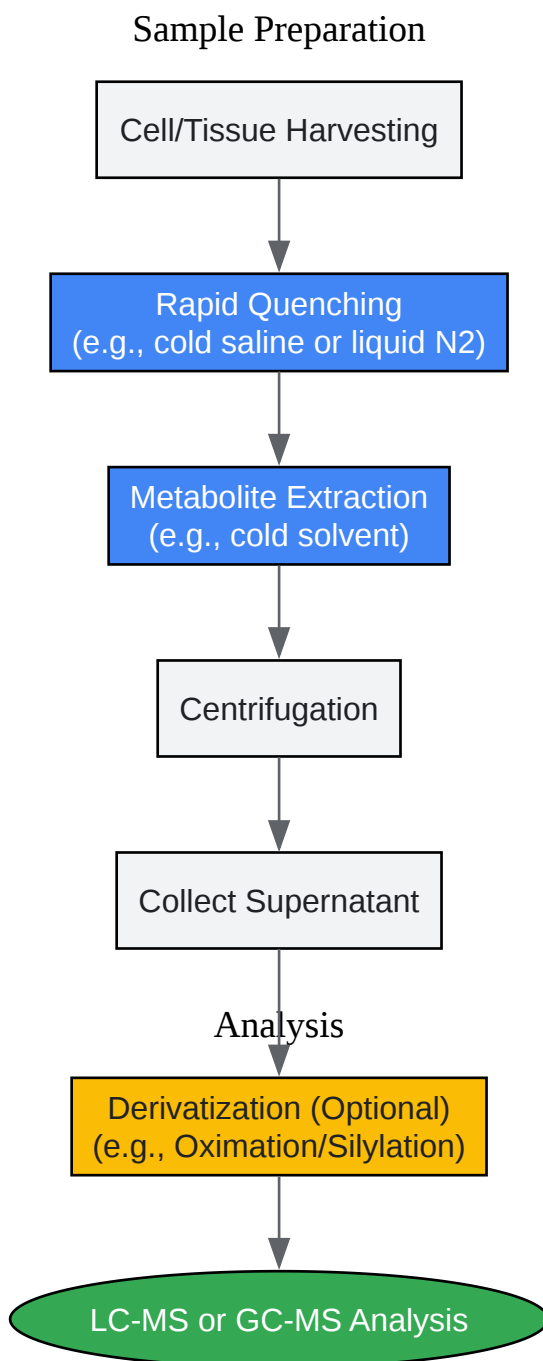 Sample Preparation
Cell/Tissue Harvesting
Rapid Quenching
(e.g., cold saline or liquid N2)
Metabolite Extraction
(e.g., cold solvent)
Centrifugation
Collect Supernatant
Analysis
Derivatization (Optional)
(e.g., Oximation/Silylation)
LC-MS or GC-MS Analysis